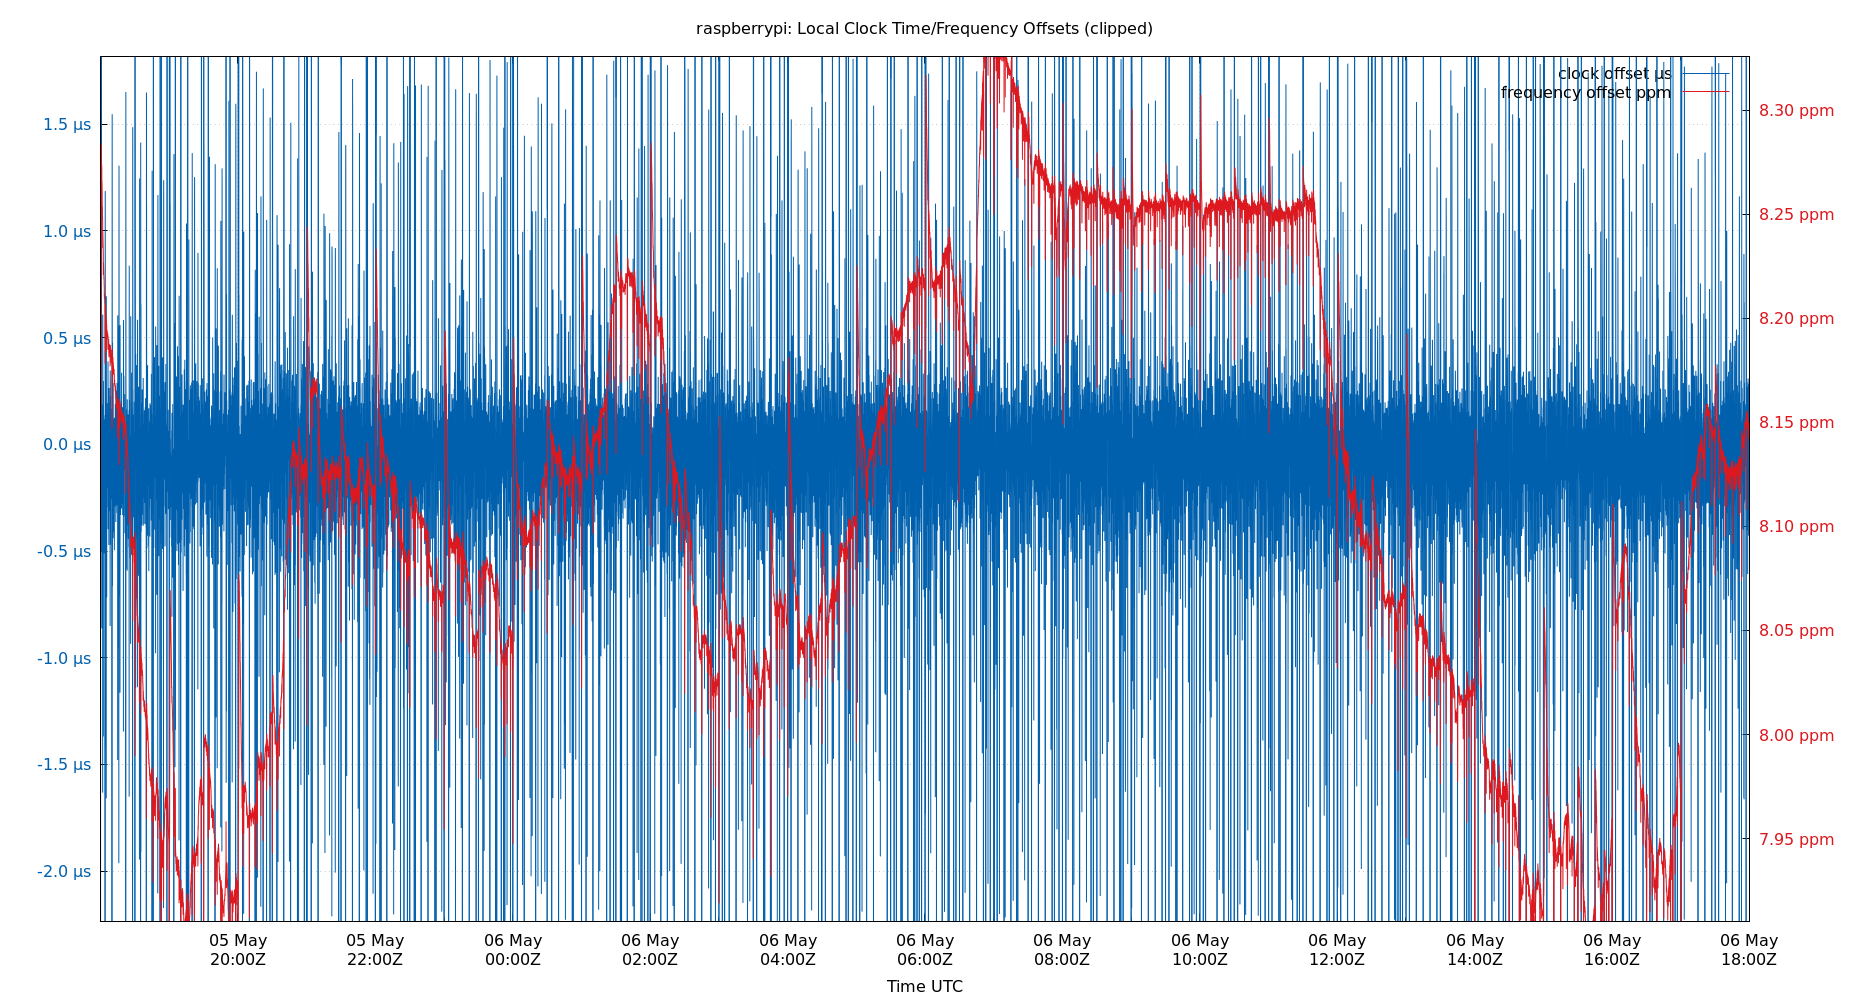 raspberrypi: Local Clock Time/Frequency Offsets (clipped)
clock offset µs
frequency offset ppm
1.5 µs
1.0 µs
0.5 µs
0.0 µs
-0.5 µs
-1.0 µs
-1.5 µs
-2.0 µs
8.30 ppm
8.25 ppm
8.20 ppm
8.15 ppm
8.10 ppm
8.05 ppm
8.00 ppm
7.95 ppm
05 May 05 May 06 May 06 May 06 May 06 May 06 May 06 May 06 May 06 May 06 May 06 May
20:00Z 22:00Z 00:00Z 02:00Z 04:00Z 06:00Z 08:00Z 10:00Z 12:00Z 14:00Z 16:00Z 18:00Z
Time UTC